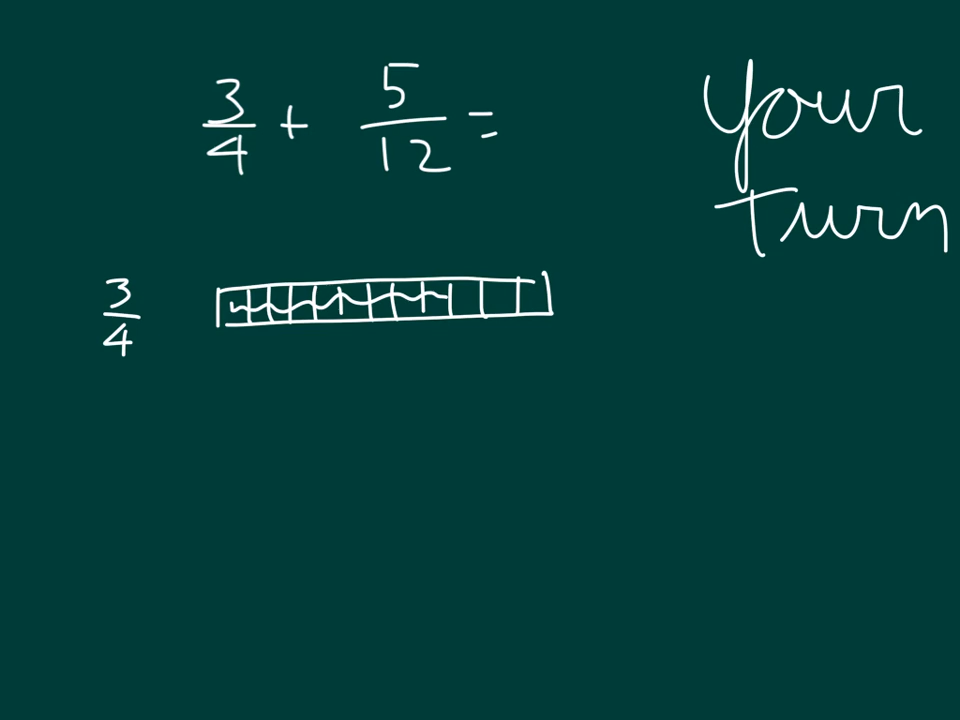 3/4 + 5/12 =
your
turn
3/4